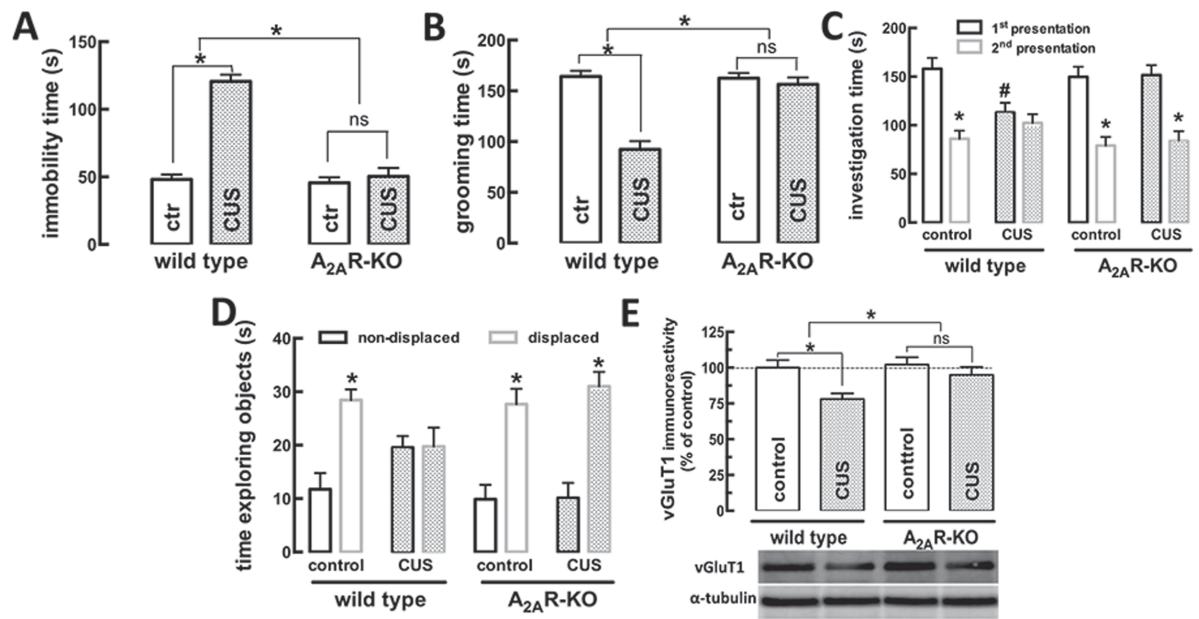 A
immobility time (s)
150
100
50
0
*
*
ns
ctr
CUS
ctr
CUS
wild type
A2AR-KO
B
grooming time (s)
200
150
100
50
0
*
*
ns
ctr
CUS
ctr
CUS
wild type
A2AR-KO
C
1st presentation
2nd presentation
investigation time (s)
200
150
100
50
0
*
#
*
*
control
CUS
control
CUS
wild type
A2AR-KO
D
non-displaced
displaced
time exploring objects (s)
40
30
20
10
0
*
*
*
control
CUS
control
CUS
wild type
A2AR-KO
E
vGluT1 immunoreactivity
(% of control)
125
100
75
50
25
0
*
*
ns
control
CUS
conttrol
CUS
wild type
A2AR-KO
vGluT1
α-tubulin